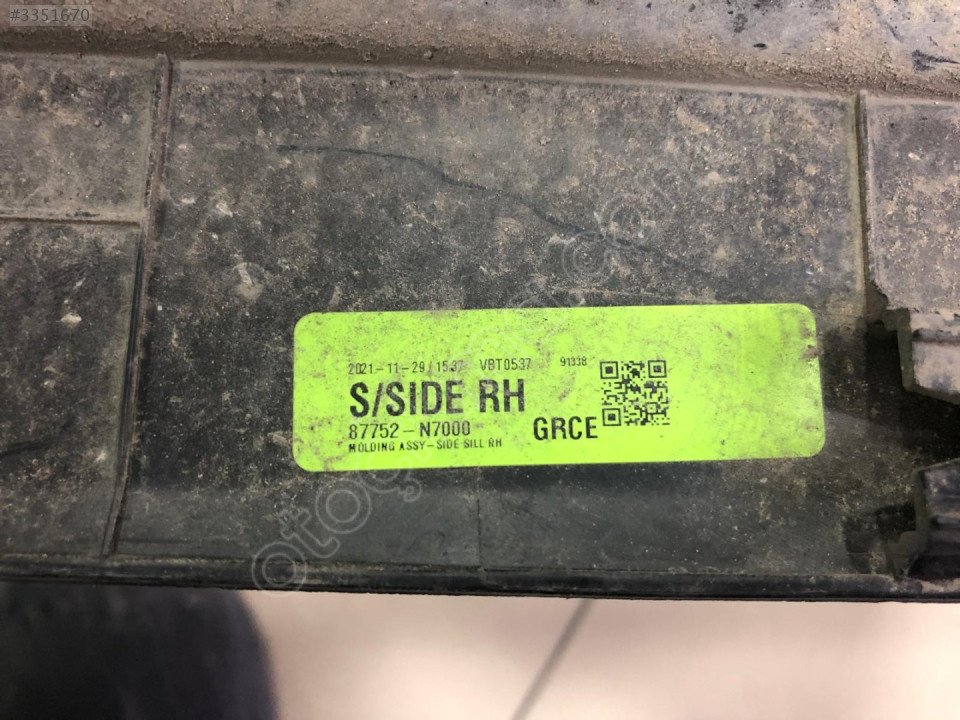 #3351670
2021-11-29/1537 VBT0537 91338
S/SIDE RH
87752-N7000
GRCE
MOLDING ASSY-SIDE SILL RH